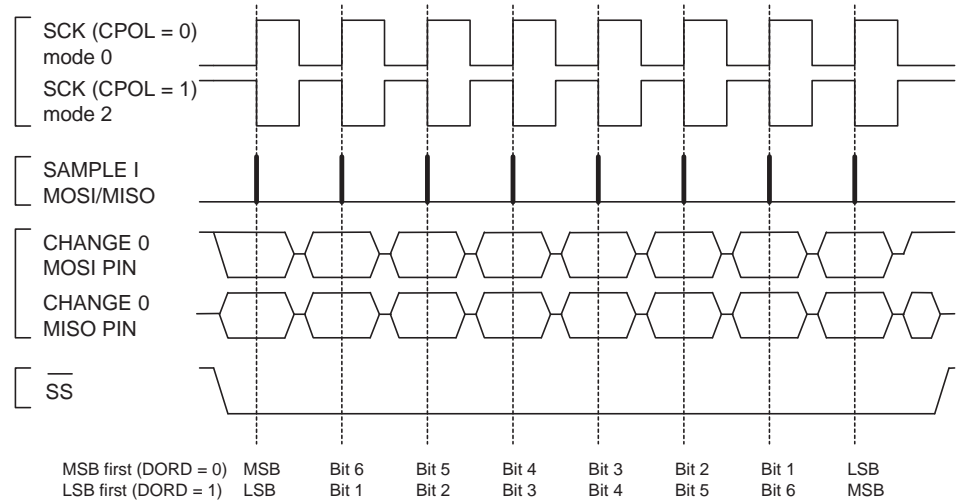 SCK (CPOL = 0)
mode 0
SCK (CPOL = 1)
mode 2
SAMPLE I
MOSI/MISO
CHANGE 0
MOSI PIN
CHANGE 0
MISO PIN
SS
MSB first (DORD = 0) MSB Bit 6 Bit 5 Bit 4 Bit 3 Bit 2 Bit 1 LSB
LSB first (DORD = 1) LSB Bit 1 Bit 2 Bit 3 Bit 4 Bit 5 Bit 6 MSB